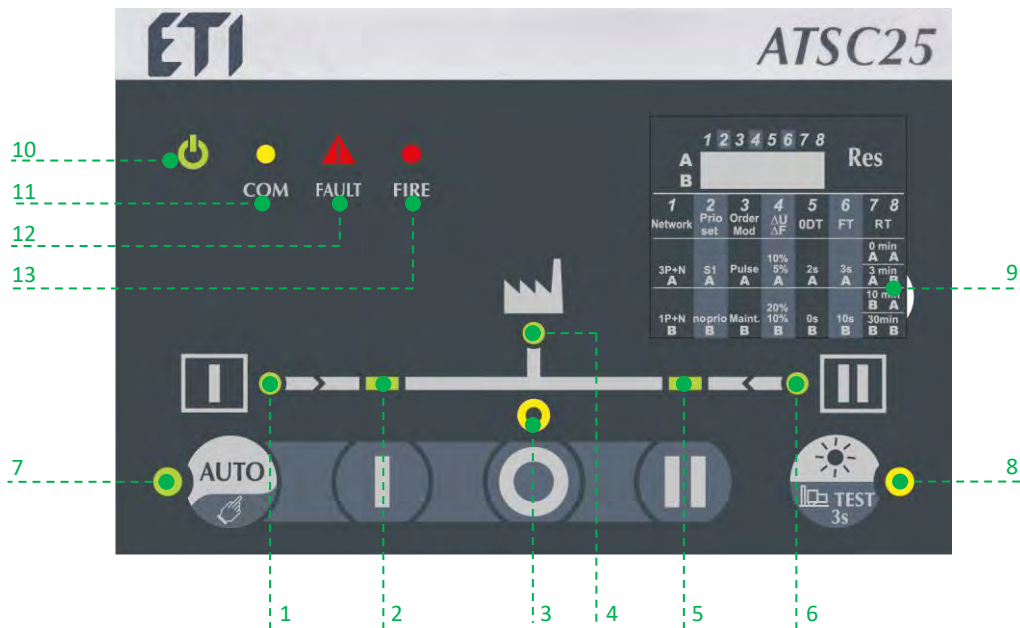 ETI ATSC25
10
11
12
13
COM FAULT FIRE
1 2 3 4 5 6 7 8
A
B
Res
1 2 3 4 5 6 7 8
Network Prio set Order Mod ΔU ΔF 0DT FT RT
0 min
A A
3P+N S1 Pulse 10% 5% 2s 3s 3 min
A A A A A A A B
10 min
B A
1P+N noprio Maint. 20% 10% 0s 10s 30min
B B B B B B B B
9
I II
7
AUTO I O II
TEST
3s
8
1 2 3 4 5 6